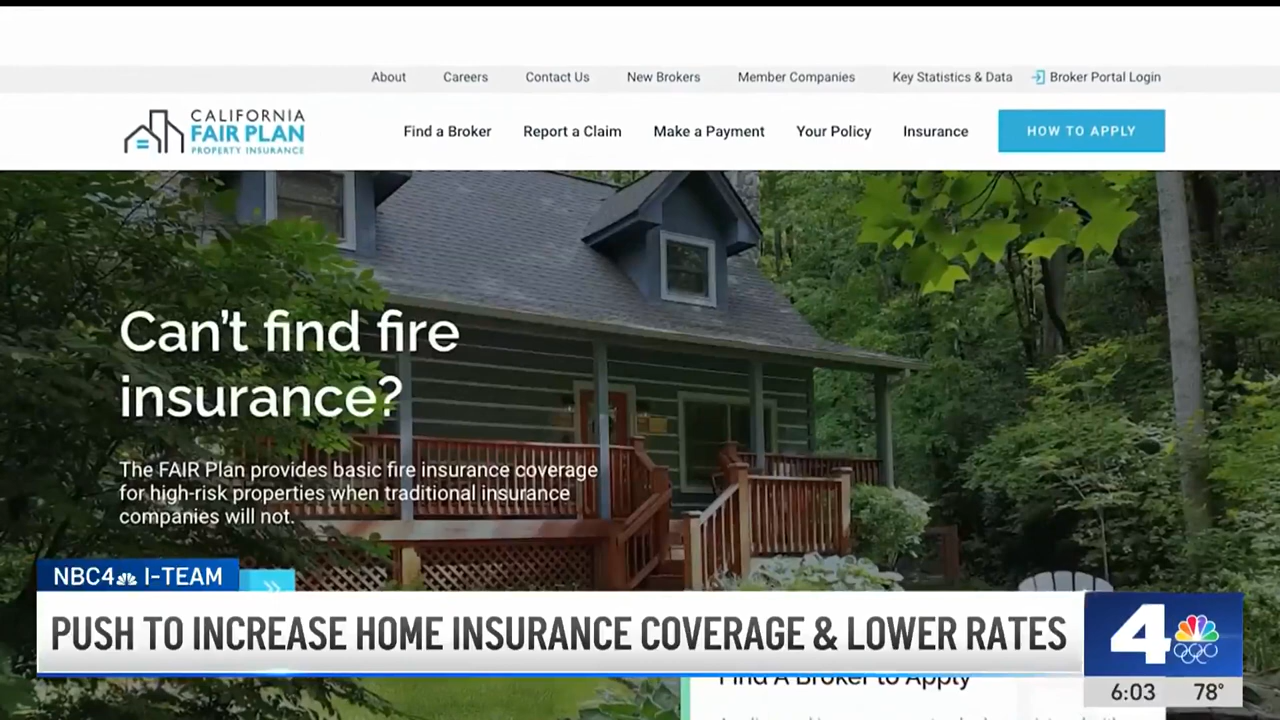 About Careers Contact Us New Brokers Member Companies Key Statistics & Data Broker Portal Login
CALIFORNIA
FAIR PLAN
PROPERTY INSURANCE
Find a Broker Report a Claim Make a Payment Your Policy Insurance HOW TO APPLY
Can't find fire
insurance?
The FAIR Plan provides basic fire insurance coverage
for high-risk properties when traditional insurance
companies will not.
NBC4 I-TEAM
PUSH TO INCREASE HOME INSURANCE COVERAGE & LOWER RATES
4
Find A Broker to Apply
6:03 78°